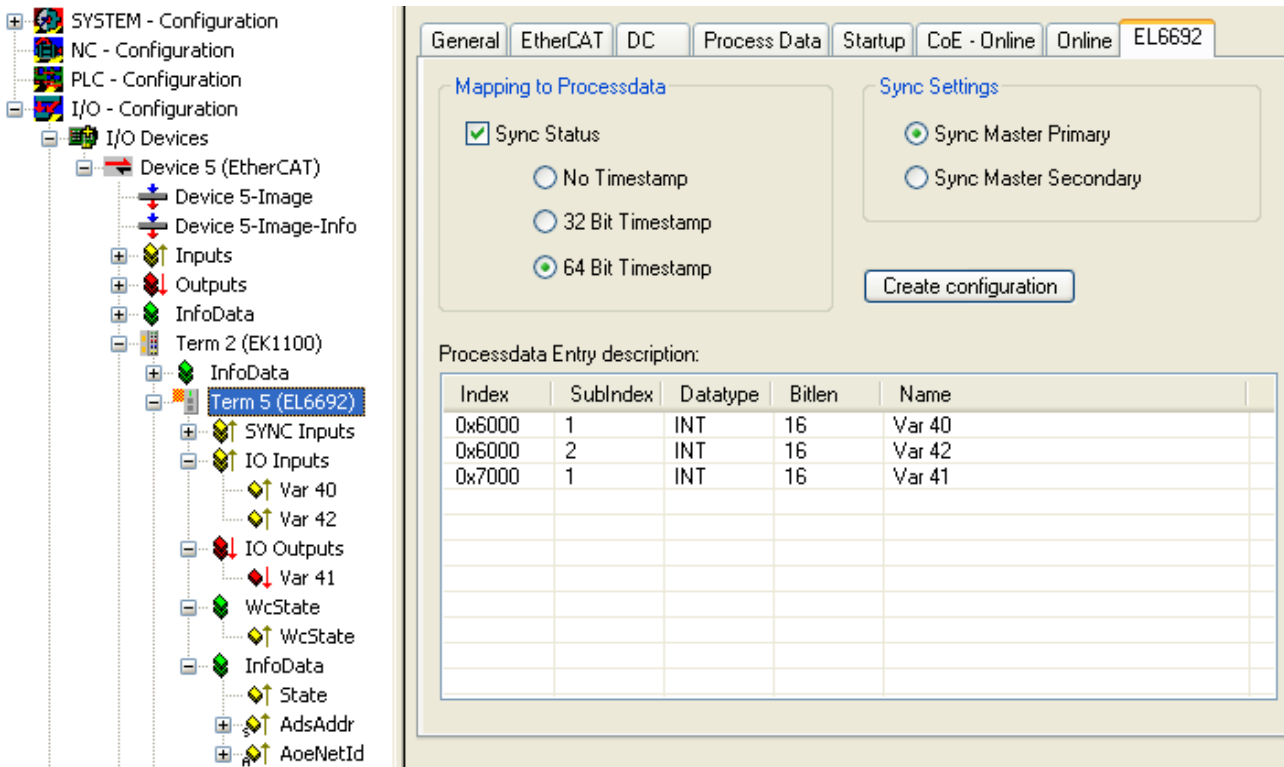 SYSTEM - Configuration
NC - Configuration
PLC - Configuration
I/O - Configuration
I/O Devices
Device 5 (EtherCAT)
Device 5-Image
Device 5-Image-Info
Inputs
Outputs
InfoData
Term 2 (EK1100)
InfoData
Term 5 (EL6692)
SYNC Inputs
IO Inputs
Var 40
Var 42
IO Outputs
Var 41
WcState
WcState
InfoData
State
AdsAddr
AoeNetId
General EtherCAT DC Process Data Startup CoE - Online Online EL6692
Mapping to Processdata
Sync Status
No Timestamp
32 Bit Timestamp
64 Bit Timestamp
Sync Settings
Sync Master Primary
Sync Master Secondary
Create configuration
Processdata Entry description:
Index SubIndex Datatype Bitlen Name
0x6000 1 INT 16 Var 40
0x6000 2 INT 16 Var 42
0x7000 1 INT 16 Var 41